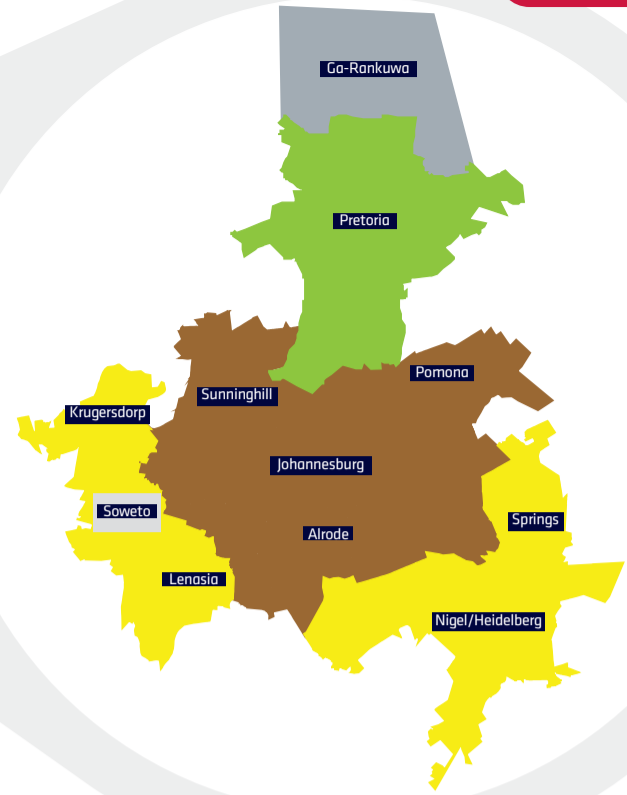 Ga-Rankuwa
Pretoria
Pomona
Sunninghill
Krugersdorp
Johannesburg
Soweto
Springs
Alrode
Lenasia
Nigel/Heidelberg